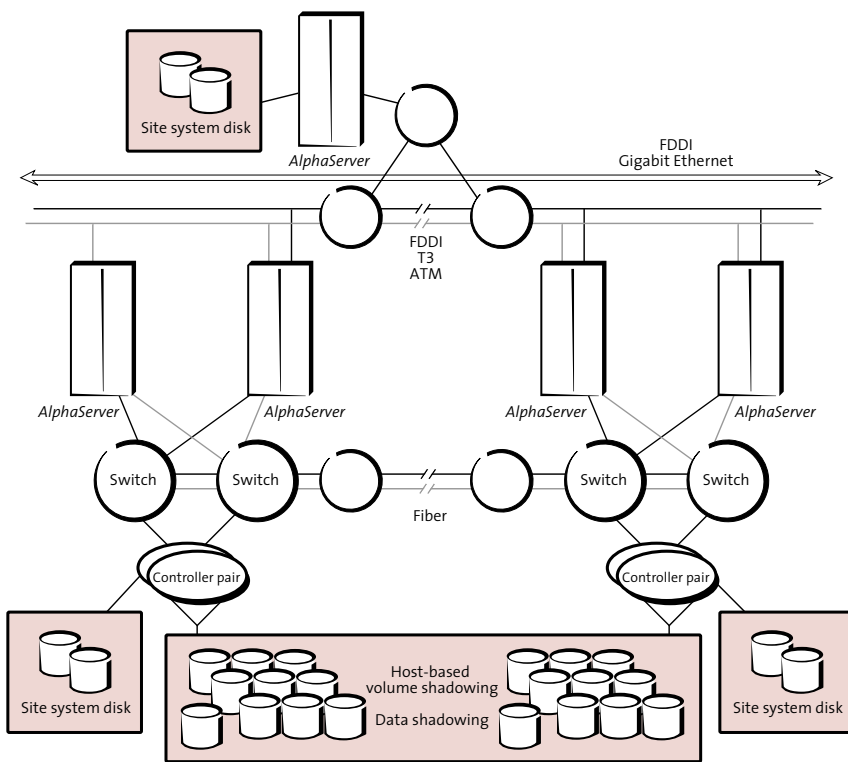 Site system disk
AlphaServer
FDDI
Gigabit Ethernet
FDDI
T3
ATM
AlphaServer
AlphaServer
AlphaServer
AlphaServer
Switch
Switch
Switch
Switch
Fiber
Controller pair
Controller pair
Site system disk
Host-based
volume shadowing
Data shadowing
Site system disk